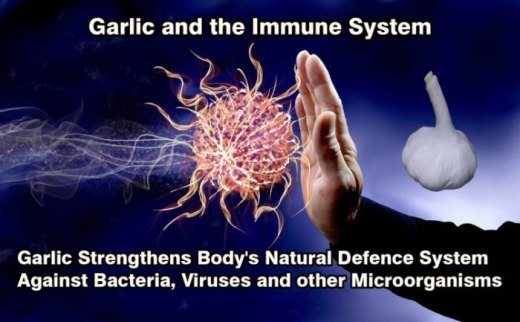 Garlic and the Immune System
Garlic Strengthens Body's Natural Defence System
Against Bacteria, Viruses and other Microorganisms